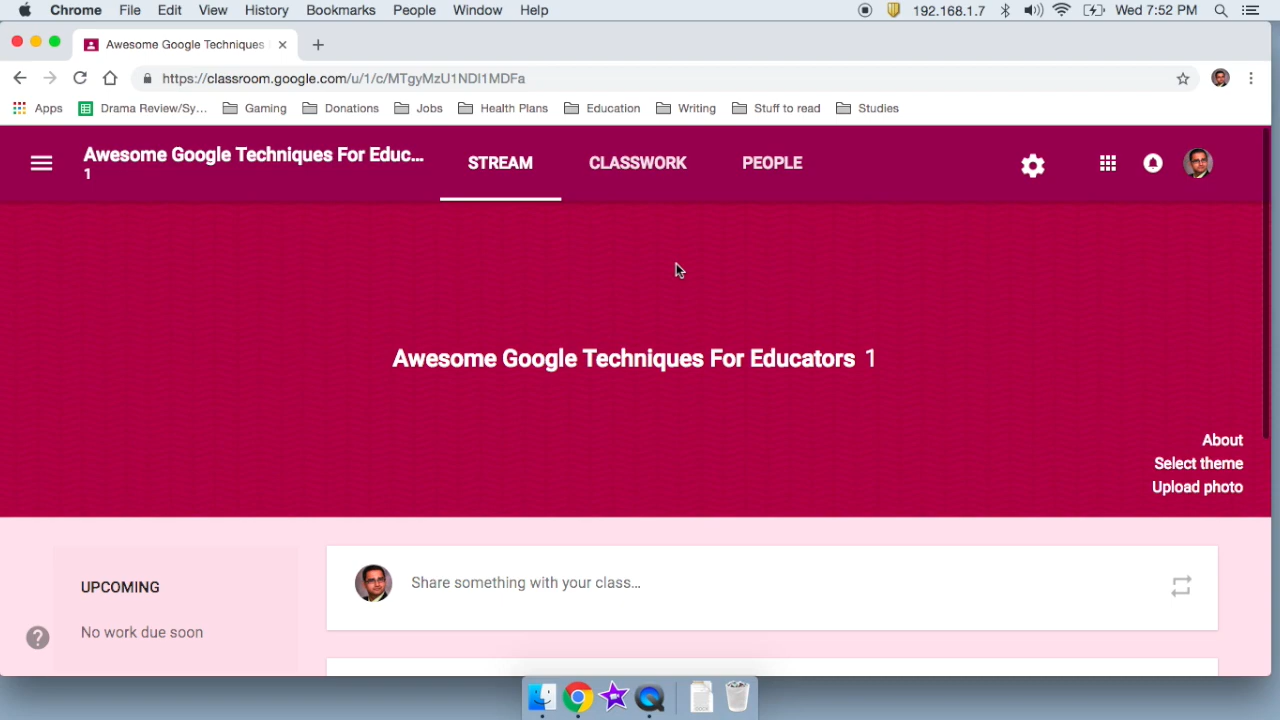 Chrome File Edit View History Bookmarks People Window Help 192.168.1.7 Wed 7:52 PM
Awesome Google Techniques
https://classroom.google.com/u/1/c/MTgyMzU1NDI1MDFa
Apps Drama Review/Sy... Gaming Donations Jobs Health Plans Education Writing Stuff to read Studies
Awesome Google Techniques For Educ...
1
STREAM CLASSWORK PEOPLE
Awesome Google Techniques For Educators 1
About
Select theme
Upload photo
UPCOMING
No work due soon
Share something with your class...